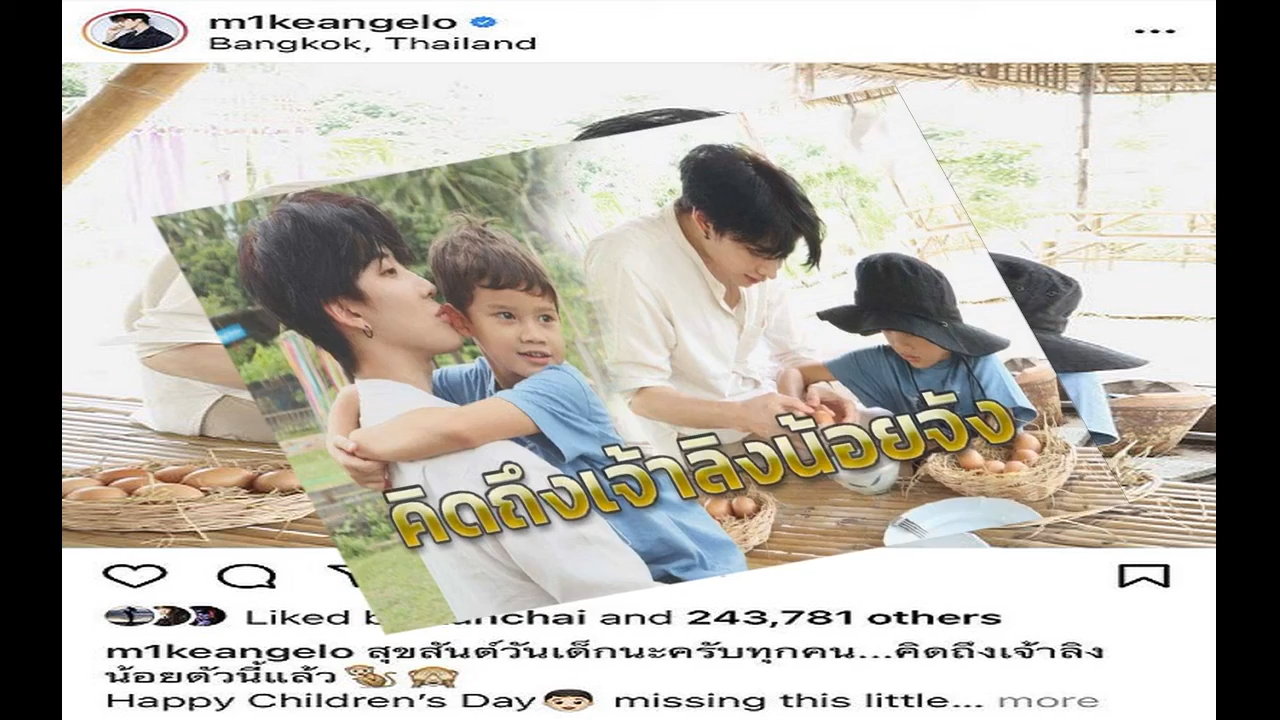 m1keangelo
Bangkok, Thailand
คิดถึงเจ้าลิงน้อยจัง
Liked and 243,781 others
m1keangelo สุขสันต์วันเด็กนะครับทุกคน...คิดถึงเจ้าลิง
น้อยตัวนี้แล้ว🐒🙈
Happy Children's Day👦 missing this little... more